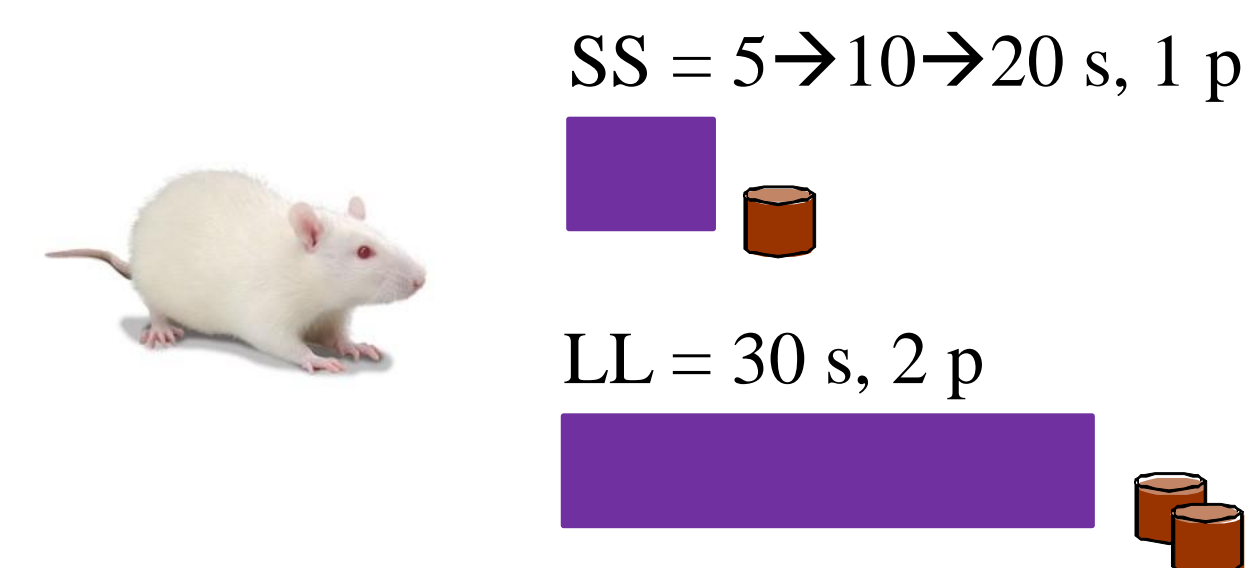 SS = 5→10→20 s, 1 p
LL = 30 s, 2 p